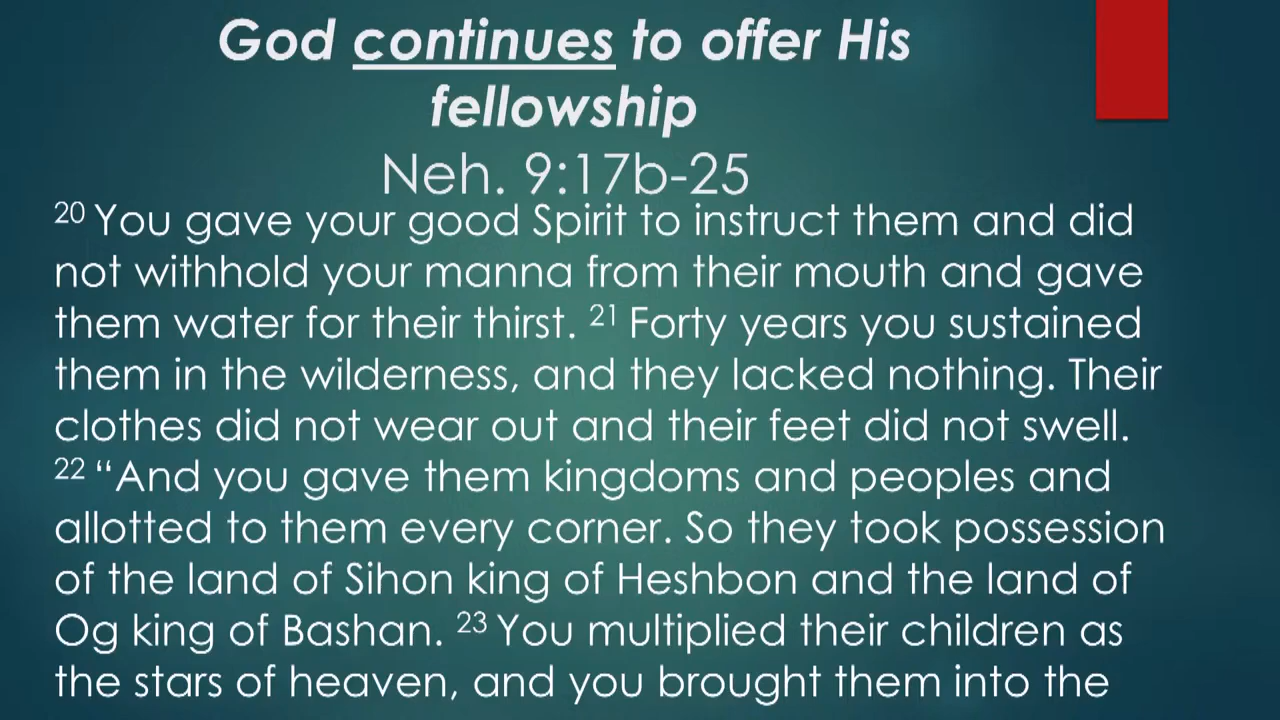 God continues to offer His
fellowship
Neh. 9:17b-25
20 You gave your good Spirit to instruct them and did
not withhold your manna from their mouth and gave
them water for their thirst. 21 Forty years you sustained
them in the wilderness, and they lacked nothing. Their
clothes did not wear out and their feet did not swell.
22 “And you gave them kingdoms and peoples and
allotted to them every corner. So they took possession
of the land of Sihon king of Heshbon and the land of
Og king of Bashan. 23 You multiplied their children as
the stars of heaven, and you brought them into the